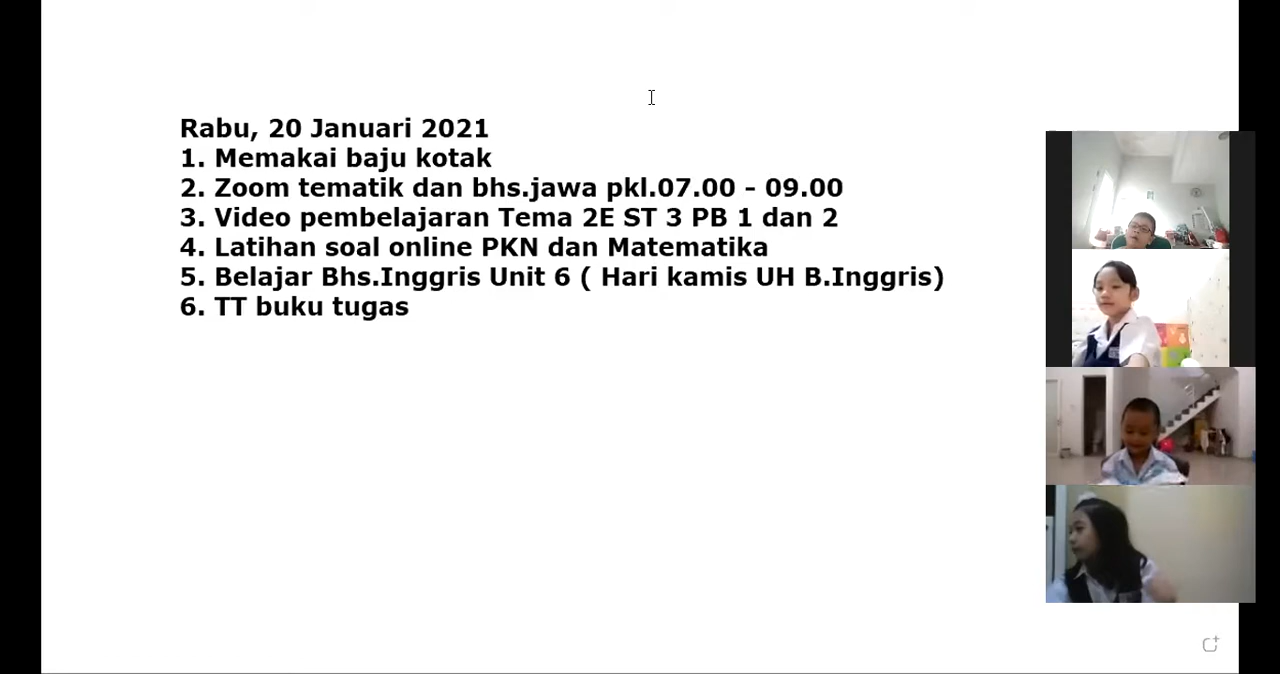 Rabu, 20 Januari 2021
1. Memakai baju kotak
2. Zoom tematik dan bhs.jawa pkl.07.00 - 09.00
3. Video pembelajaran Tema 2E ST 3 PB 1 dan 2
4. Latihan soal online PKN dan Matematika
5. Belajar Bhs.Inggris Unit 6 ( Hari kamis UH B.Inggris)
6. TT buku tugas